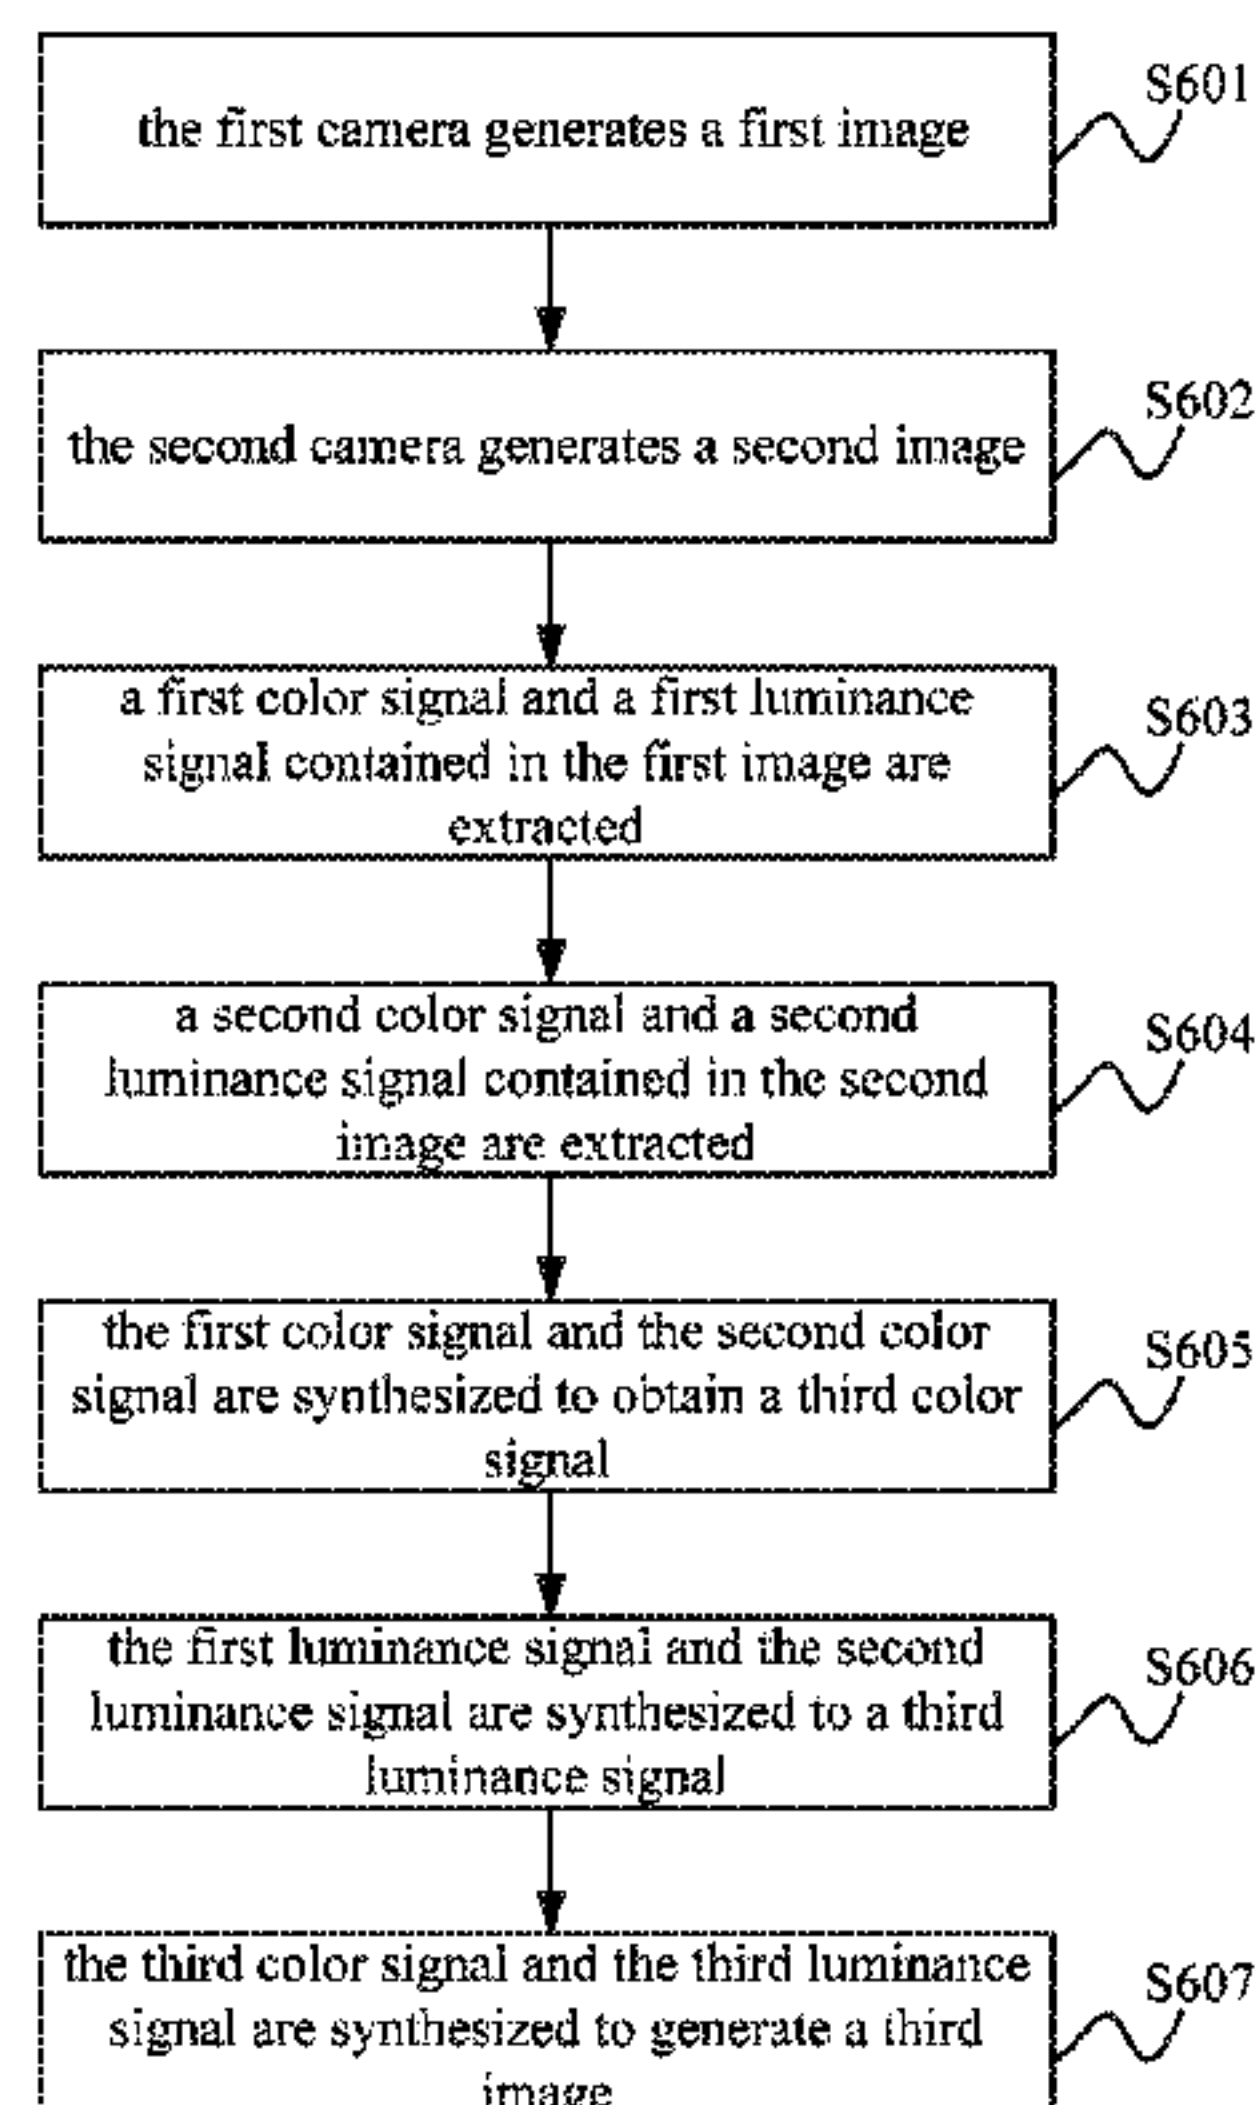 the first camera generates a first image
S601
the second camera generates a second image
S602
a first color signal and a first luminance
signal contained in the first image are
extracted
S603
a second color signal and a second
luminance signal contained in the second
image are extracted
S604
the first color signal and the second color
signal are synthesized to obtain a third color
signal
S605
the first luminance signal and the second
luminance signal are synthesized to a third
luminance signal
S606
the third color signal and the third luminance
signal are synthesized to generate a third
image
S607